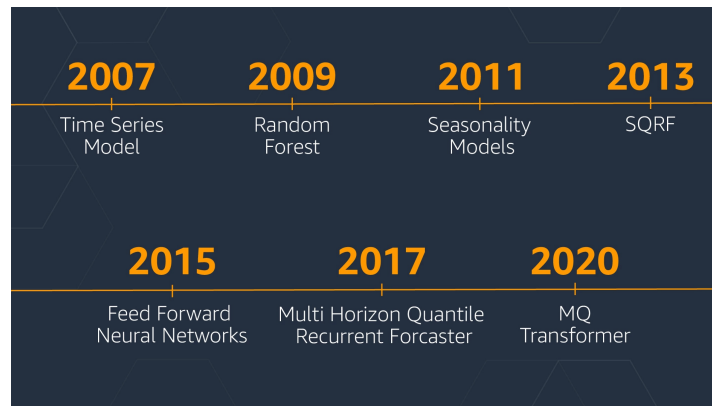 2007
2009
2011
2013
Time Series
Model
Random
Forest
Seasonality
Models
SQRF
2015
2017
2020
Feed Forward
Neural Networks
Multi Horizon Quantile
Recurrent Forcaster
MQ
Transformer